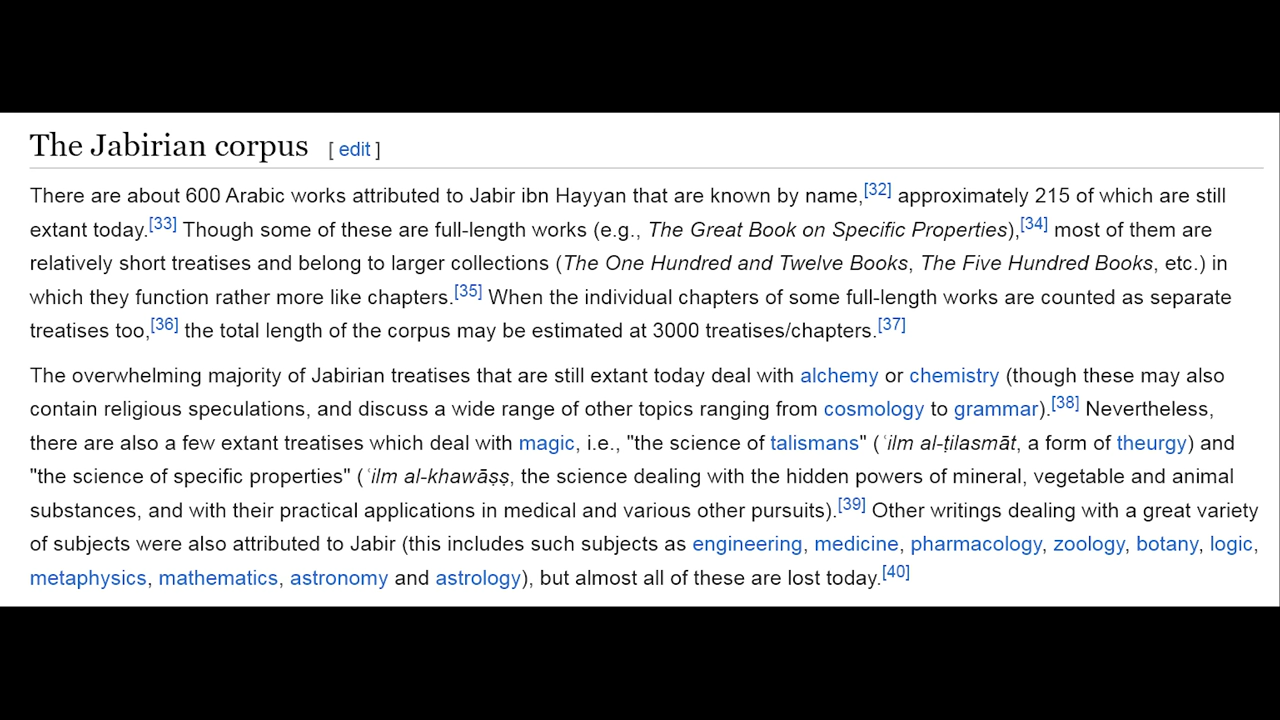 The Jabirian corpus [ edit ]
There are about 600 Arabic works attributed to Jabir ibn Hayyan that are known by name,[32] approximately 215 of which are still
extant today.[33] Though some of these are full-length works (e.g., The Great Book on Specific Properties),[34] most of them are
relatively short treatises and belong to larger collections (The One Hundred and Twelve Books, The Five Hundred Books, etc.) in
which they function rather more like chapters.[35] When the individual chapters of some full-length works are counted as separate
treatises too,[36] the total length of the corpus may be estimated at 3000 treatises/chapters.[37]
The overwhelming majority of Jabirian treatises that are still extant today deal with alchemy or chemistry (though these may also
contain religious speculations, and discuss a wide range of other topics ranging from cosmology to grammar).[38] Nevertheless,
there are also a few extant treatises which deal with magic, i.e., "the science of talismans" (ʿilm al-ṭilasmāt, a form of theurgy) and
"the science of specific properties" (ʿilm al-khawāṣṣ, the science dealing with the hidden powers of mineral, vegetable and animal
substances, and with their practical applications in medical and various other pursuits).[39] Other writings dealing with a great variety
of subjects were also attributed to Jabir (this includes such subjects as engineering, medicine, pharmacology, zoology, botany, logic,
metaphysics, mathematics, astronomy and astrology), but almost all of these are lost today.[40]